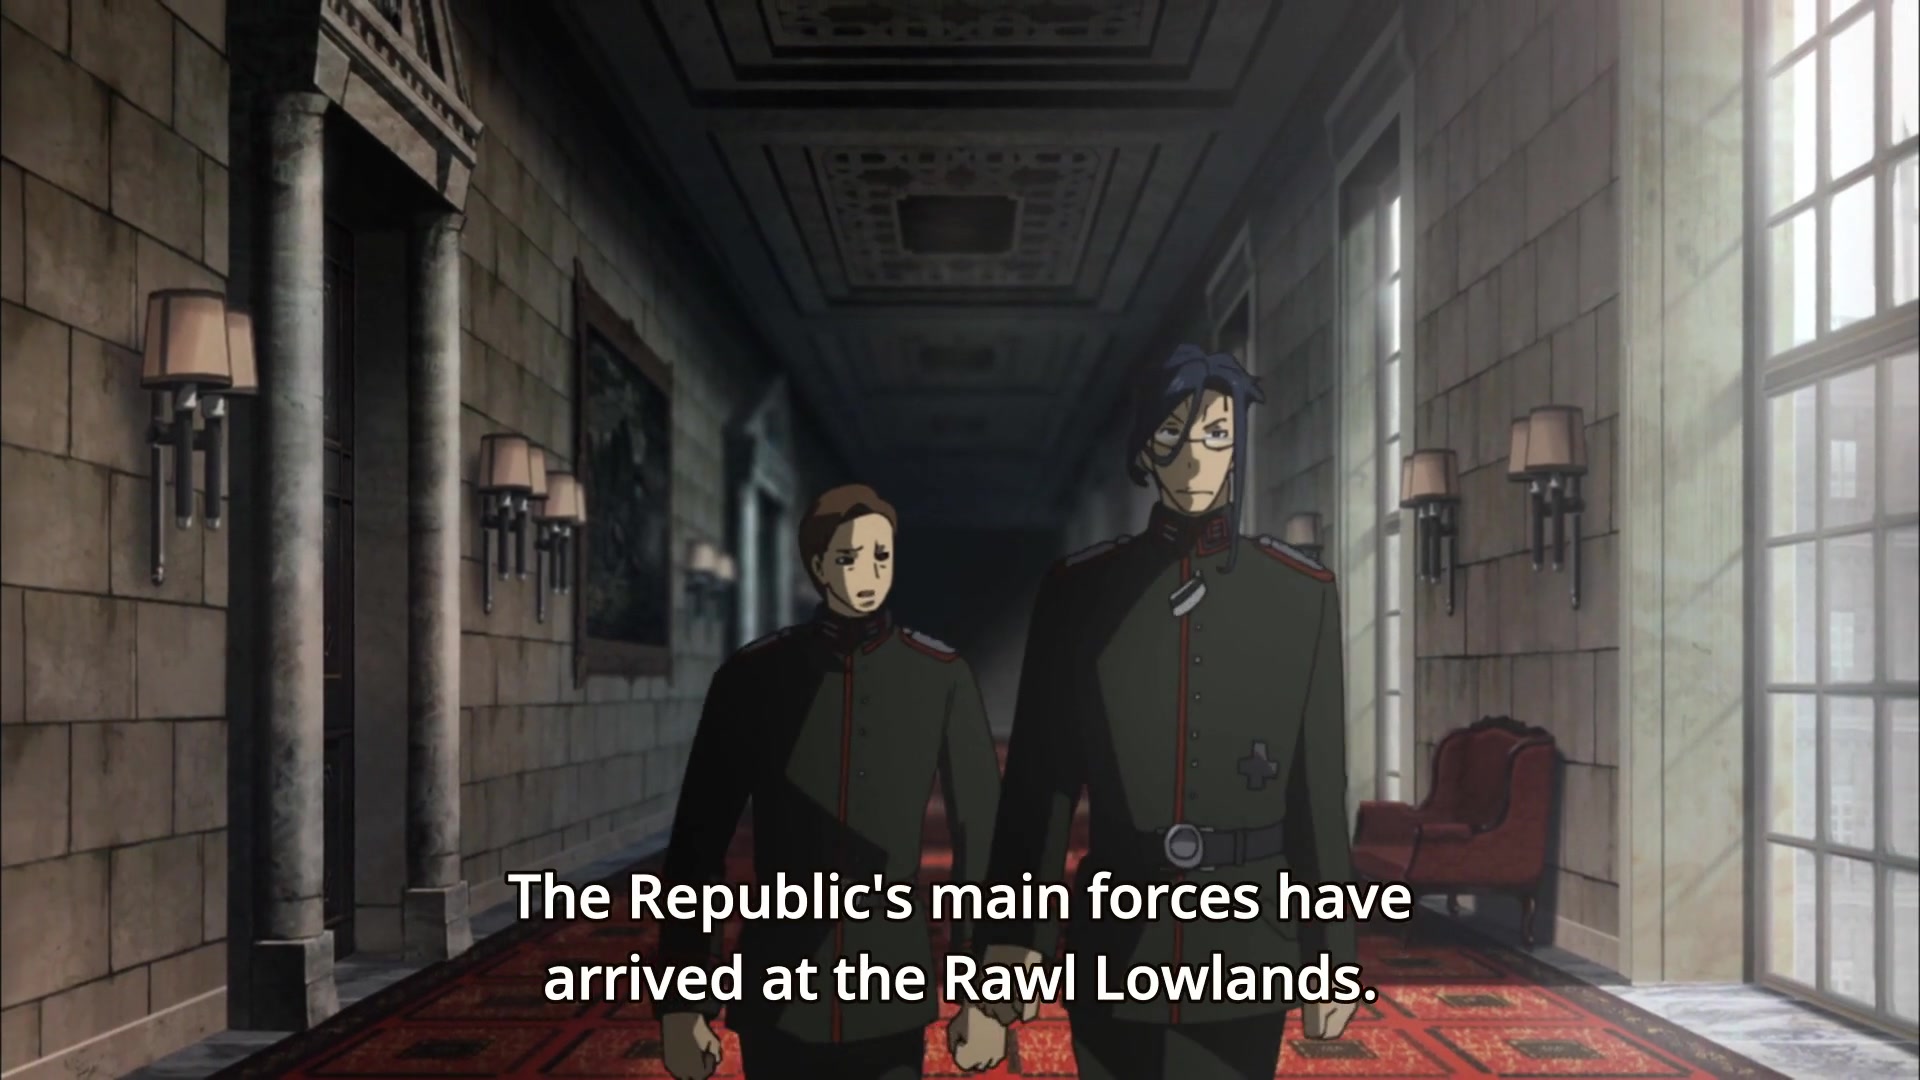 The Republic's main forces have
arrived at the Rawl Lowlands.